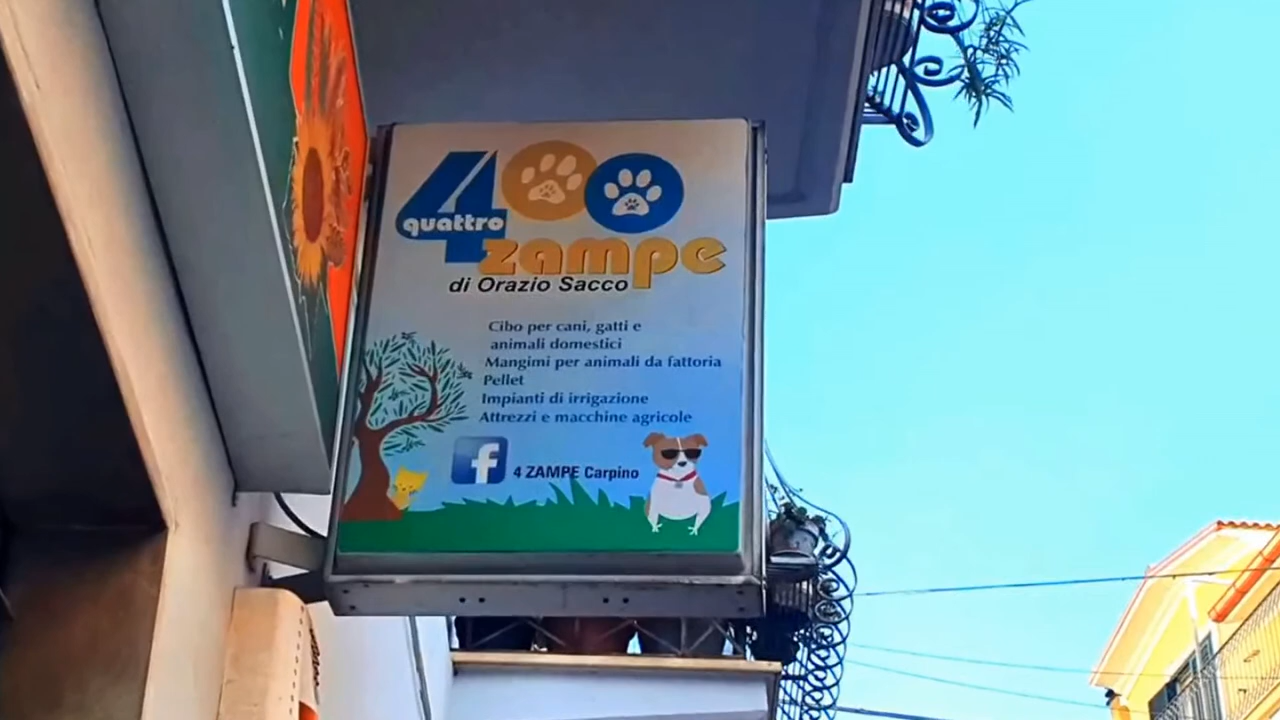 4
quattro
zampe
di Orazio Sacco
Cibo per cani, gatti e
animali domestici
Mangimi per animali da fattoria
Pellet
Impianti di irrigazione
Attrezzi e macchine agricole
f 4 ZAMPE Carpino